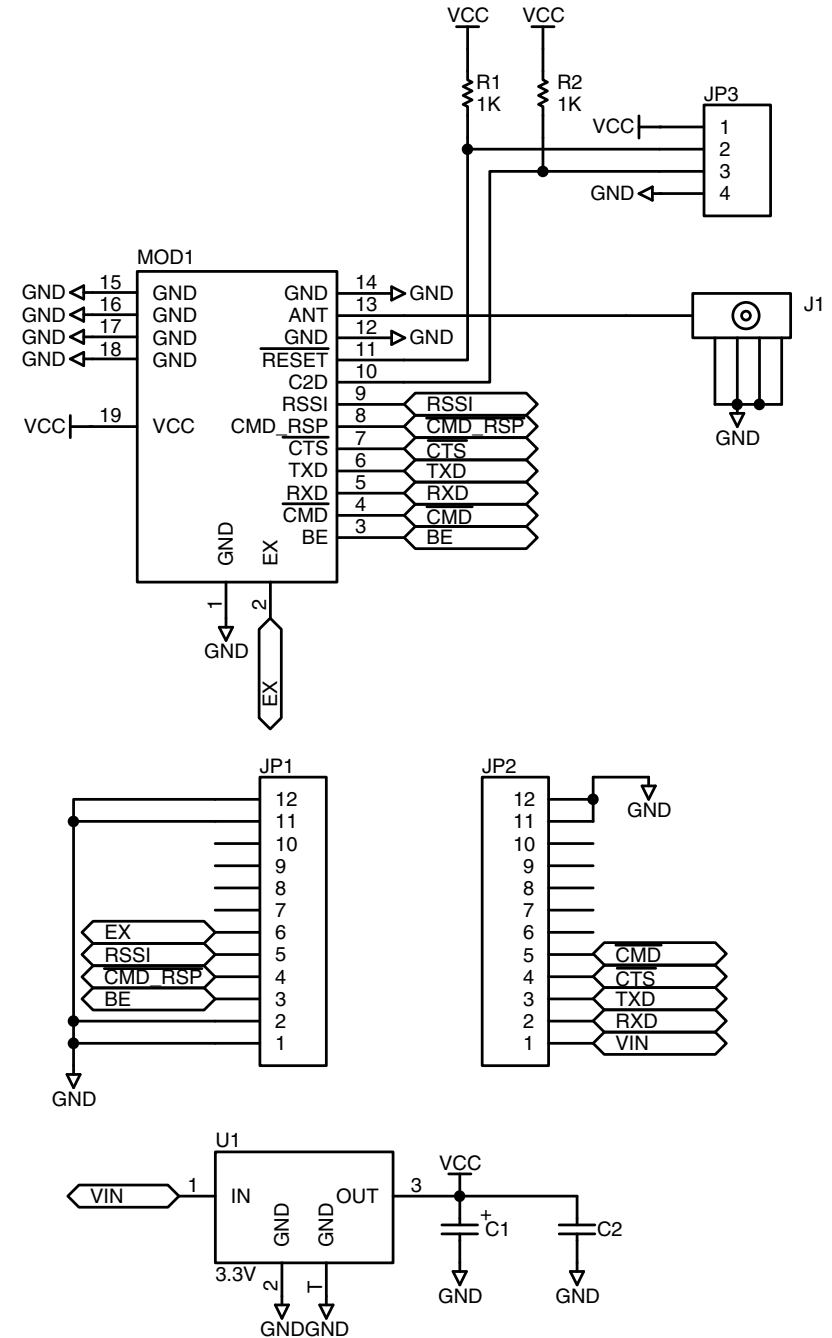 VCC VCC
R1 R2
1K 1K
JP3
VCC 1
2
3
GND 4
MOD1
GND 15 GND GND 14 GND
GND 16 GND ANT 13
GND 17 GND GND 12 GND
GND 18 GND RESET 11
C2D 10
J1
GND
RSSI 9 RSSI
VCC 19 VCC CMD_RSP 8 CMD_RSP
CTS 7 CTS
TXD 6 TXD
RXD 5 RXD
CMD 4 CMD
BE 3 BE
GND EX
1 2
GND
EX
JP1
12
11
10
9
8
7
EX 6
RSSI 5
CMD_RSP 4
BE 3
2
1
GND
JP2
12
11
GND
10
9
8
7
6
5 CMD
4 CTS
3 TXD
2 RXD
1 VIN
U1
VIN 1 IN OUT 3
GND GND
3.3V 2 T
GND GND
VCC
+
C1 C2
GND GND